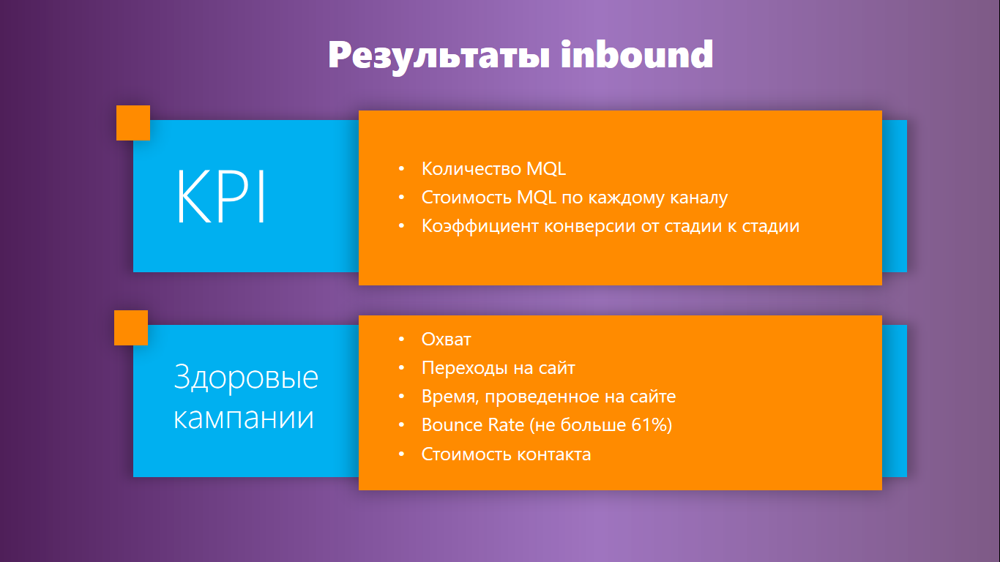 Результаты inbound
KPI
• Количество MQL
• Стоимость MQL по каждому каналу
• Коэффициент конверсии от стадии к стадии
Здоровые
кампании
• Охват
• Переходы на сайт
• Время, проведенное на сайте
• Bounce Rate (не больше 61%)
• Стоимость контакта